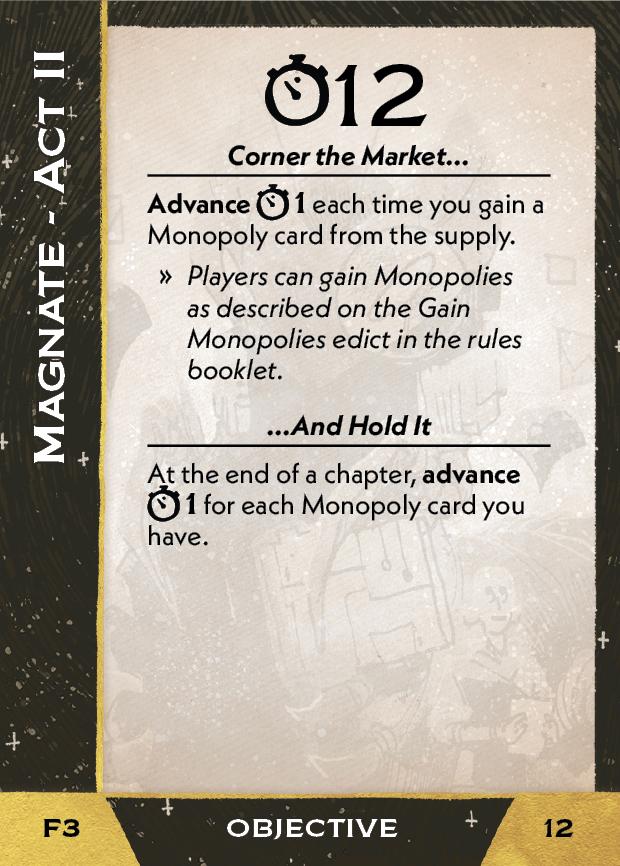 MAGNATE - ACT II
12
Corner the Market...
Advance 1 each time you gain a
Monopoly card from the supply.
» Players can gain Monopolies
as described on the Gain
Monopolies edict in the rules
booklet.
...And Hold It
At the end of a chapter, advance
1 for each Monopoly card you
have.
F3
OBJECTIVE
12